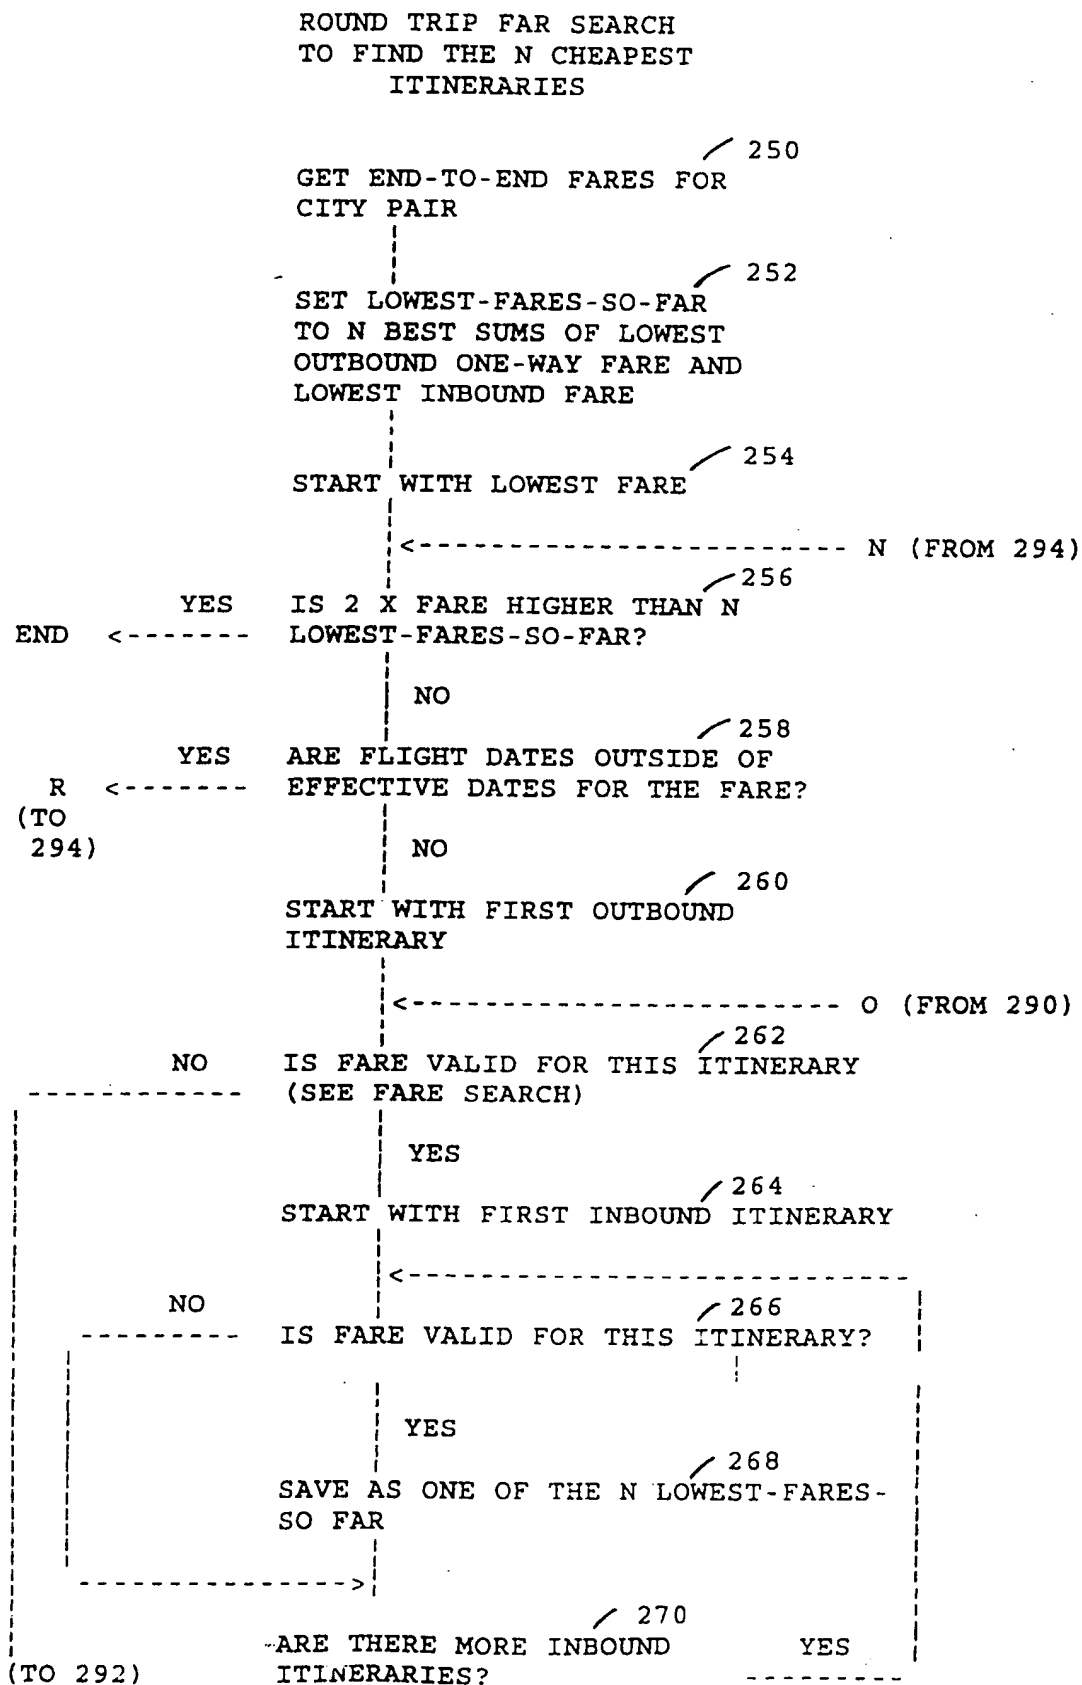 ROUND TRIP FAR SEARCH
TO FIND THE N CHEAPEST
ITINERARIES
250
GET END-TO-END FARES FOR
CITY PAIR
252
SET LOWEST-FARES-SO-FAR
TO N BEST SUMS OF LOWEST
OUTBOUND ONE-WAY FARE AND
LOWEST INBOUND FARE
254
START WITH LOWEST FARE
N (FROM 294)
256
YES IS 2 X FARE HIGHER THAN N
END LOWEST-FARES-SO-FAR?
NO
258
YES ARE FLIGHT DATES OUTSIDE OF
R EFFECTIVE DATES FOR THE FARE?
(TO
294)
NO
260
START WITH FIRST OUTBOUND
ITINERARY
O (FROM 290)
262
NO IS FARE VALID FOR THIS ITINERARY
(SEE FARE SEARCH)
YES
264
START WITH FIRST INBOUND ITINERARY
NO
266
IS FARE VALID FOR THIS ITINERARY?
YES
268
SAVE AS ONE OF THE N LOWEST-FARES-
SO FAR
270
ARE THERE MORE INBOUND YES
(TO 292) ITINERARIES?